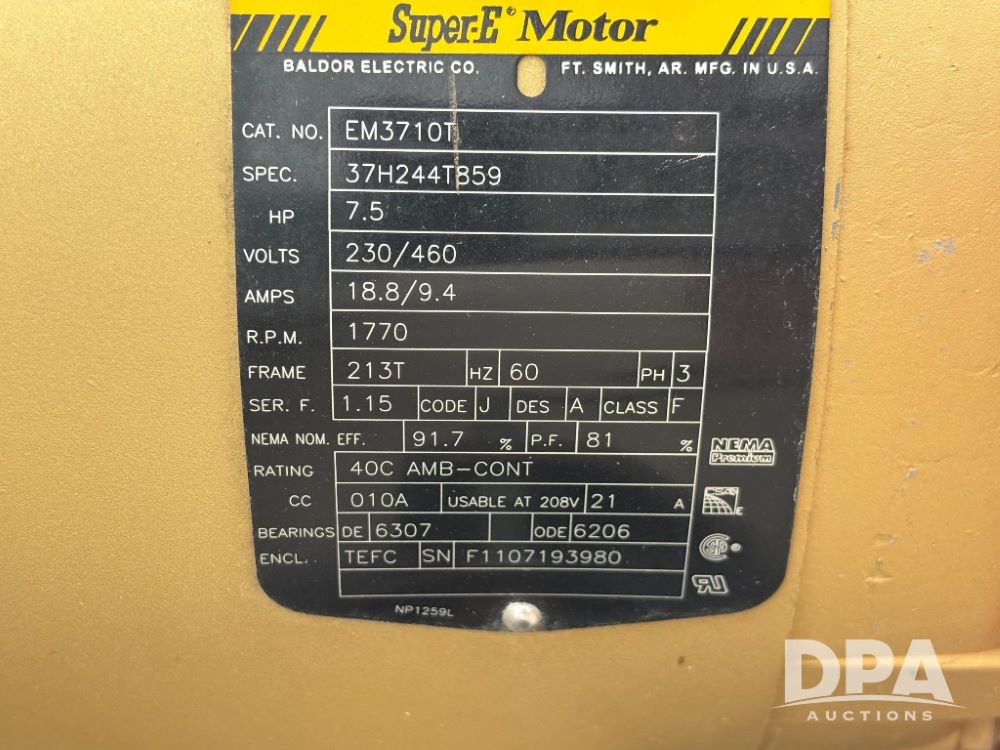 Super-E® Motor
BALDOR ELECTRIC CO. FT. SMITH, AR. MFG. IN U.S.A.
CAT. NO. EM3710T
SPEC. 37H244T859
HP 7.5
VOLTS 230/460
AMPS 18.8/9.4
R.P.M. 1770
FRAME 213T HZ 60 PH 3
SER. F. 1.15 CODE J DES A CLASS F
NEMA NOM. EFF. 91.7 % P.F. 81 %
NEMA
Premium
RATING 40C AMB-CONT
CC 010A USABLE AT 208V 21 A
E
BEARINGS DE 6307 ODE 6206
ENCL. TEFC SN F1107193980
NP1259L
DPA
AUCTIONS